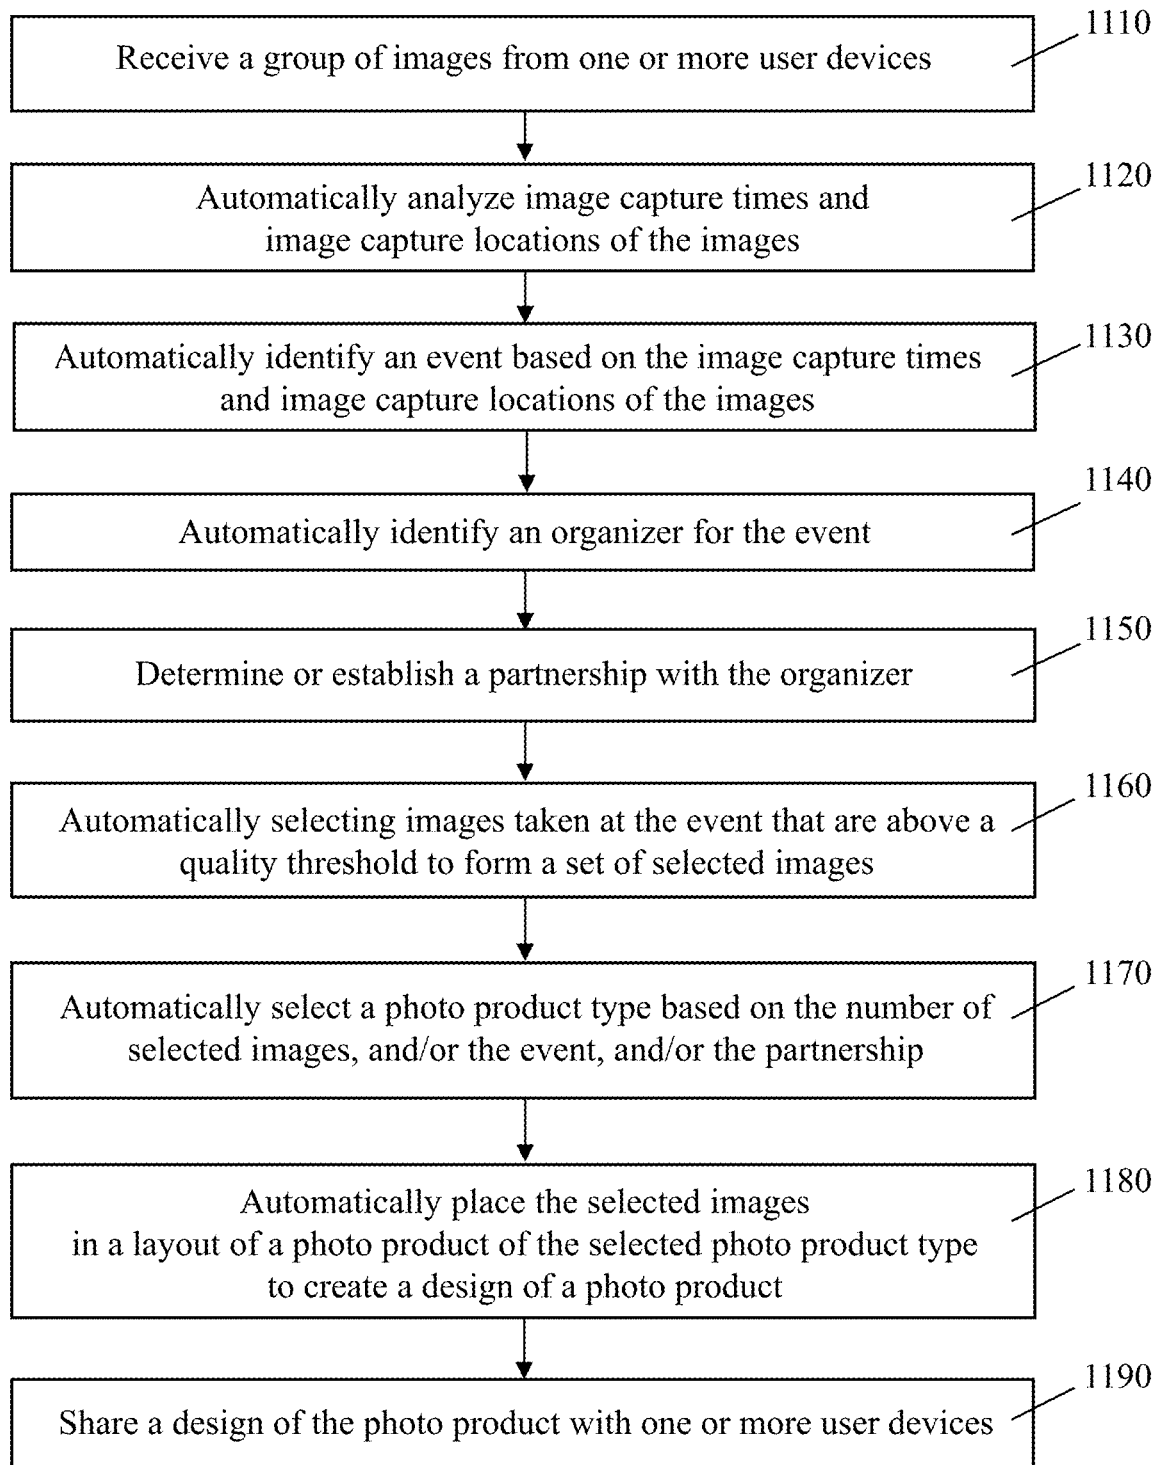 1110
Receive a group of images from one or more user devices
1120
Automatically analyze image capture times and
image capture locations of the images
1130
Automatically identify an event based on the image capture times
and image capture locations of the images
1140
Automatically identify an organizer for the event
1150
Determine or establish a partnership with the organizer
1160
Automatically selecting images taken at the event that are above a
quality threshold to form a set of selected images
1170
Automatically select a photo product type based on the number of
selected images, and/or the event, and/or the partnership
1180
Automatically place the selected images
in a layout of a photo product of the selected photo product type
to create a design of a photo product
1190
Share a design of the photo product with one or more user devices